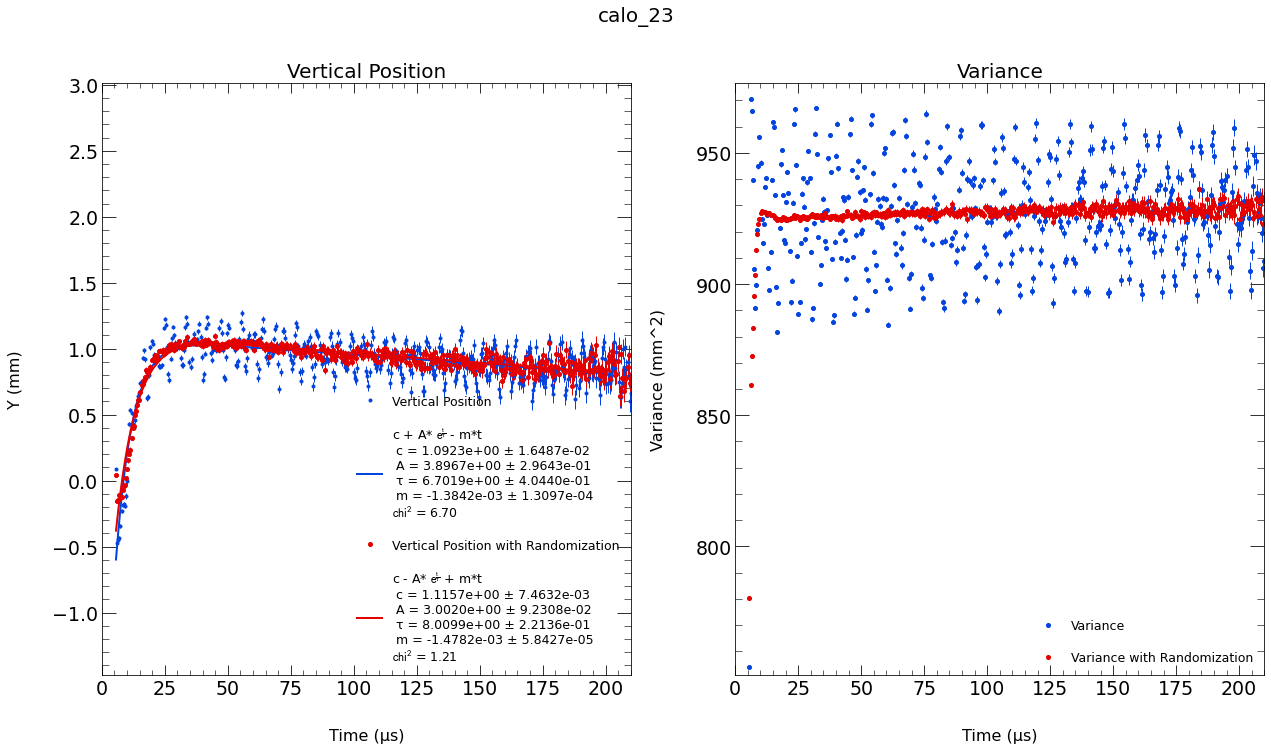 calo_23
Vertical Position
Y (mm)
3.0
2.5
2.0
1.5
1.0
0.5
0.0
−0.5
−1.0
0 25 50 75 100 125 150 175 200
Time (μs)
Vertical Position
c + A* e^{t/τ} - m*t
c = 1.0923e+00 ± 1.6487e-02
A = 3.8967e+00 ± 2.9643e-01
τ = 6.7019e+00 ± 4.0440e-01
m = -1.3842e-03 ± 1.3097e-04
chi² = 6.70
Vertical Position with Randomization
c - A* e^{t/τ} + m*t
c = 1.1157e+00 ± 7.4632e-03
A = 3.0020e+00 ± 9.2308e-02
τ = 8.0099e+00 ± 2.2136e-01
m = -1.4782e-03 ± 5.8427e-05
chi² = 1.21
Variance
Variance (mm^2)
950
900
850
800
0 25 50 75 100 125 150 175 200
Time (μs)
Variance
Variance with Randomization